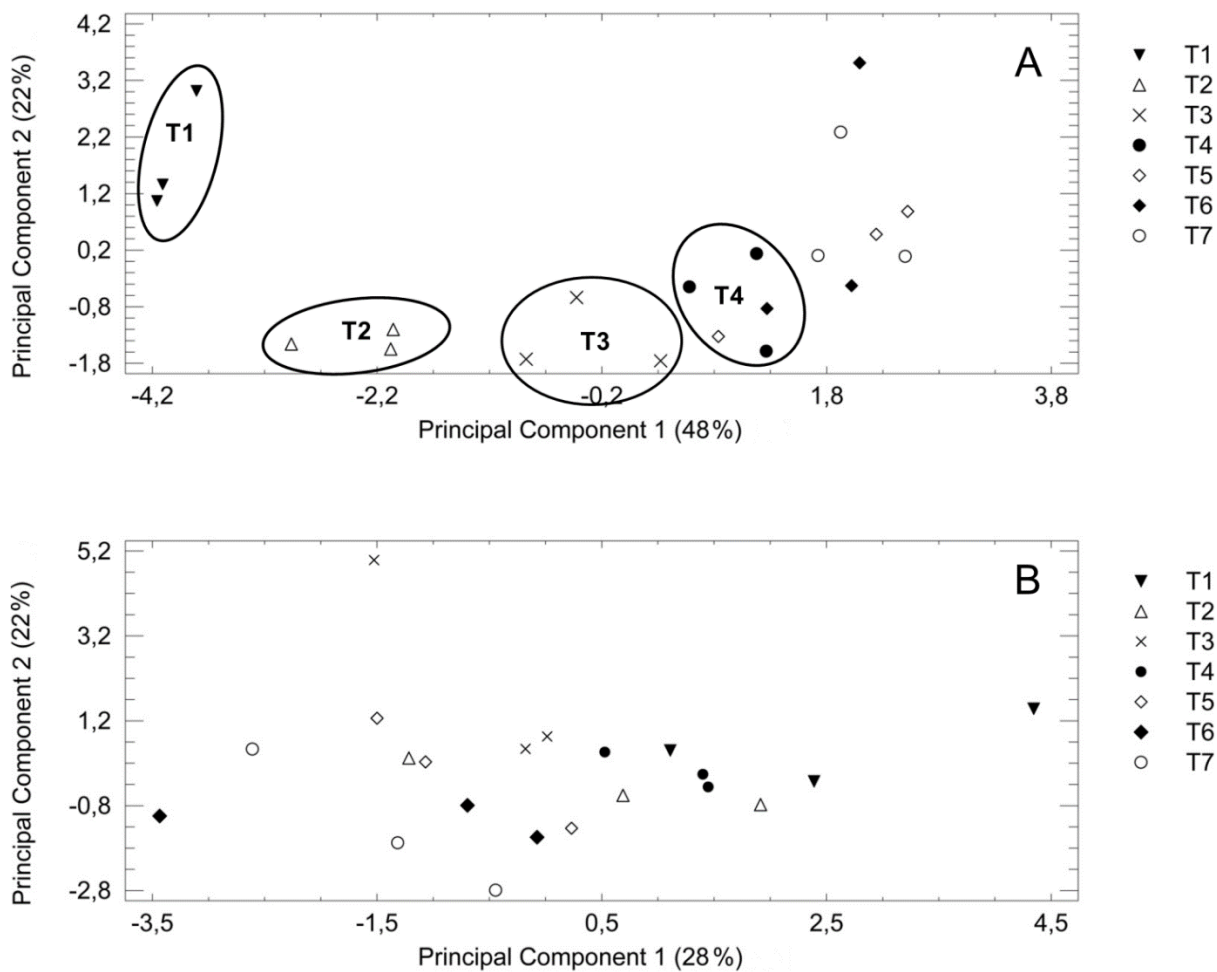 A
4,2
3,2
2,2
1,2
0,2
-0,8
-1,8
Principal Component 2 (22%)
T1
T2
T3
T4
-4,2 -2,2 -0,2 1,8 3,8
Principal Component 1 (48%)
T1
T2
T3
T4
T5
T6
T7
B
5,2
3,2
1,2
-0,8
-2,8
Principal Component 2 (22%)
-3,5 -1,5 0,5 2,5 4,5
Principal Component 1 (28%)
T1
T2
T3
T4
T5
T6
T7